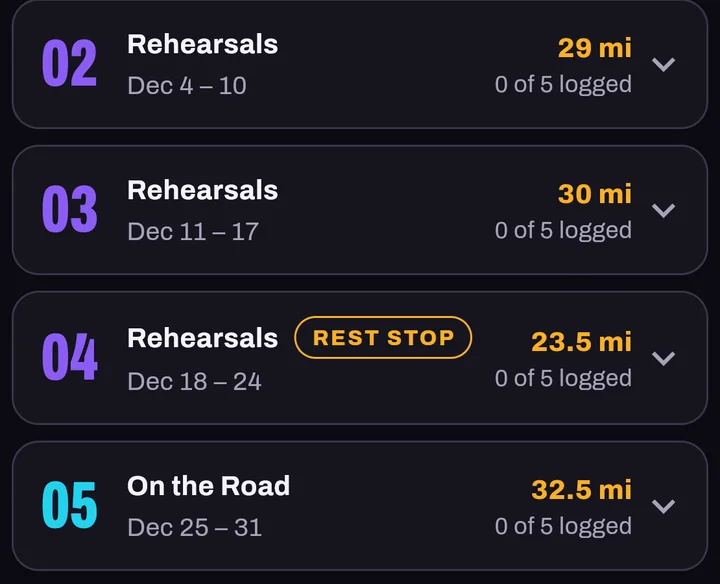 02
Rehearsals
29 mi
Dec 4 – 10
0 of 5 logged
03
Rehearsals
30 mi
Dec 11 – 17
0 of 5 logged
04
Rehearsals
REST STOP
23.5 mi
Dec 18 – 24
0 of 5 logged
05
On the Road
32.5 mi
Dec 25 – 31
0 of 5 logged